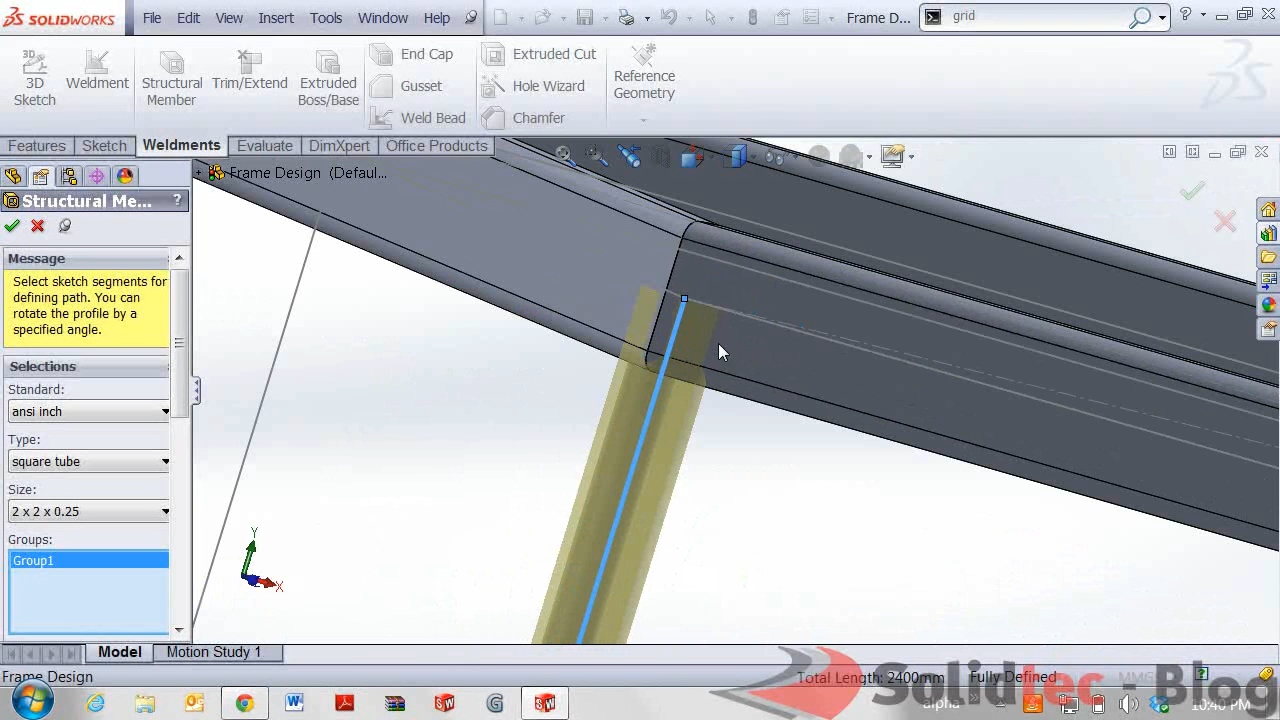 SOLIDWORKS File Edit View Insert Tools Window Help Frame D... grid
3D Sketch
Weldment
Structural Member
Trim/Extend
Extruded Boss/Base
End Cap
Gusset
Weld Bead
Extruded Cut
Hole Wizard
Chamfer
Reference Geometry
Features Sketch Weldments Evaluate DimXpert Office Products
Frame Design (Defaul...
Structural Me... ?
Message
Select sketch segments for
defining path. You can
rotate the profile by a
specified angle.
Selections
Standard:
ansi inch
Type:
square tube
Size:
2 x 2 x 0.25
Groups:
Group1
Y
X
Model Motion Study 1
Frame Design Total Length: 2400mm Fully Defined
SolidTec - Blog
alpha 10:40 PM